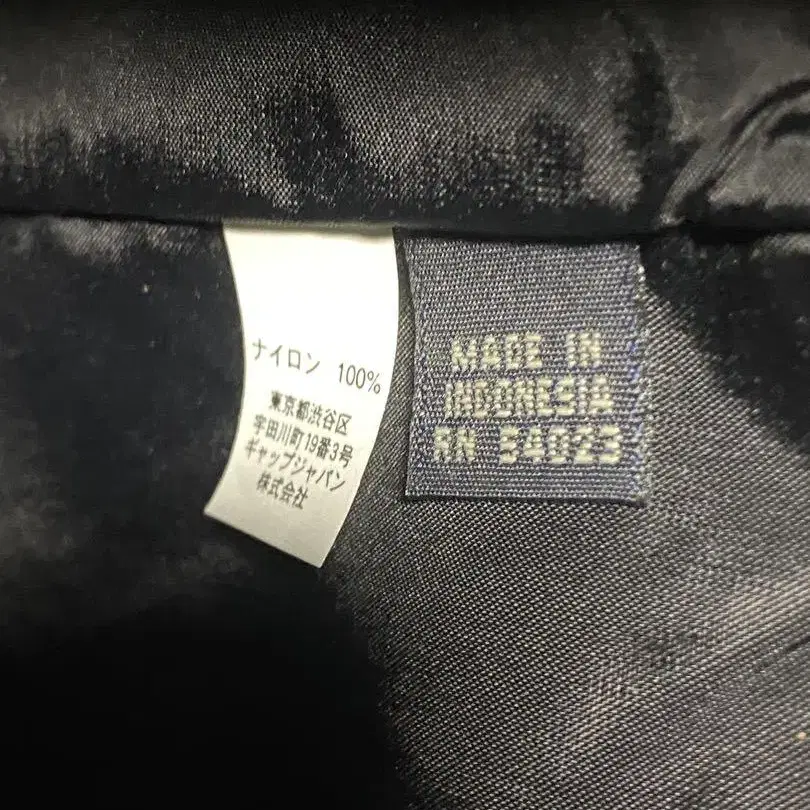 ナイロン 100%
東京都渋谷区
宇田川町19番3号
ギャップジャパン
株式会社
MADE IN
INDONESIA
RN 54023